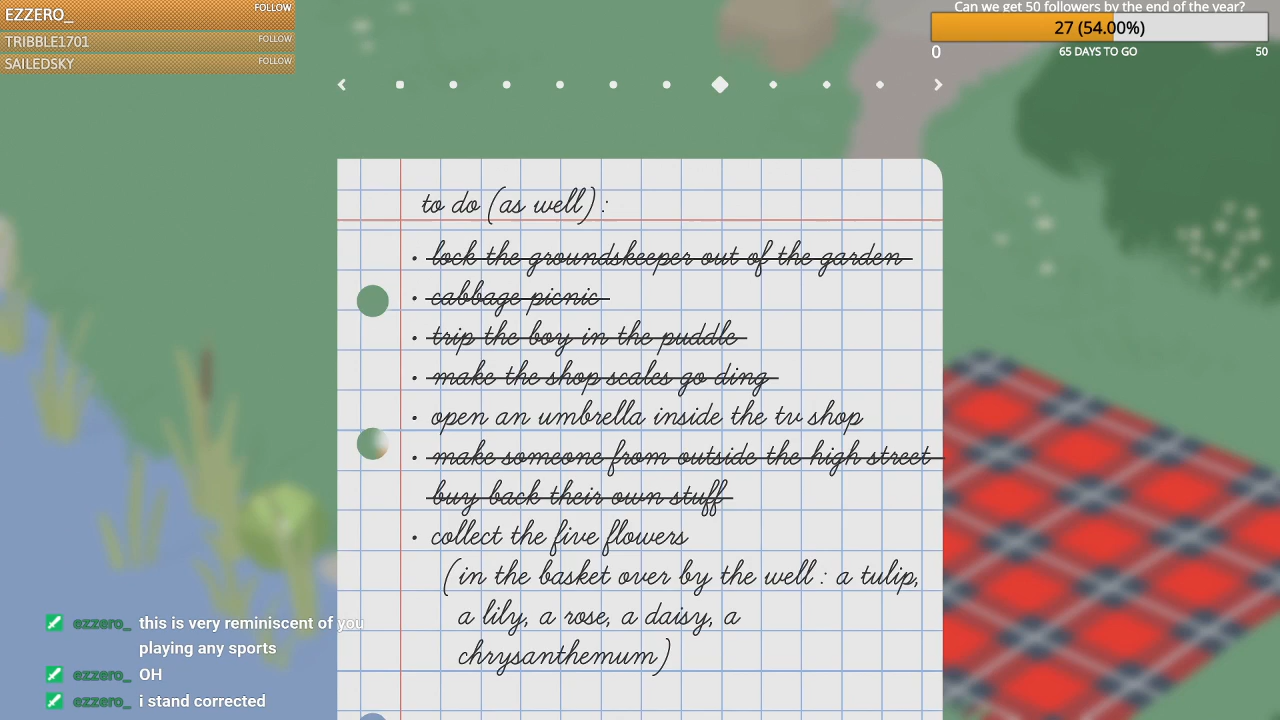 EZZERO_ FOLLOW
TRIBBLE1701 FOLLOW
SAILEDSKY FOLLOW
Can we get 50 followers by the end of the year?
27 (54.00%)
0 65 DAYS TO GO 50
to do (as well) :
• lock the groundskeeper out of the garden
• cabbage picnic
• trip the boy in the puddle
• make the shop scales go ding
• open an umbrella inside the tv shop
• make someone from outside the high street
buy back their own stuff
• collect the five flowers
(in the basket over by the well : a tulip,
a lily, a rose, a daisy, a
chrysanthemum)
ezzero_ this is very reminiscent of you
playing any sports
ezzero_ OH
ezzero_ i stand corrected